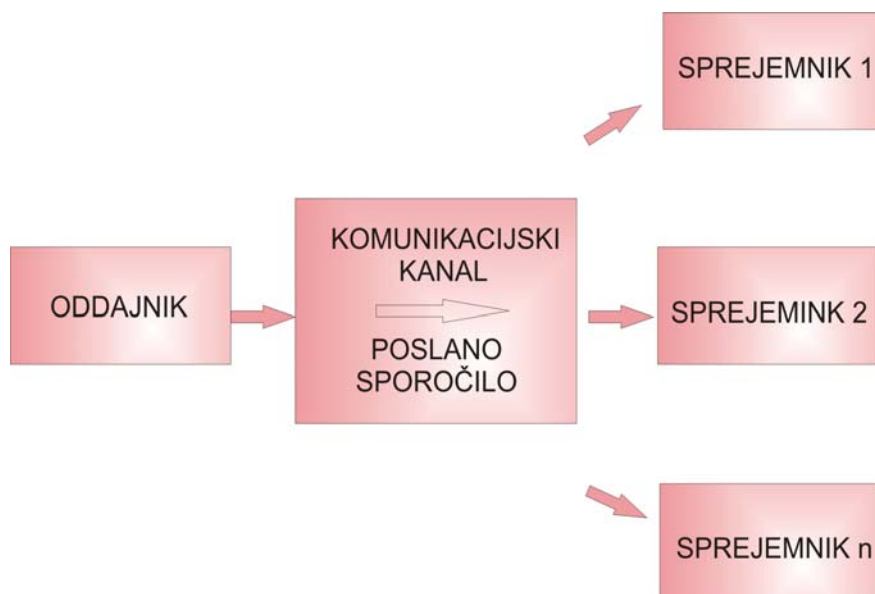 SPREJEMNIK 1
KOMUNIKACIJSKI
KANAL
ODDAJNIK
POSLANO
SPOROČILO
SPREJEMINK 2
SPREJEMNIK n